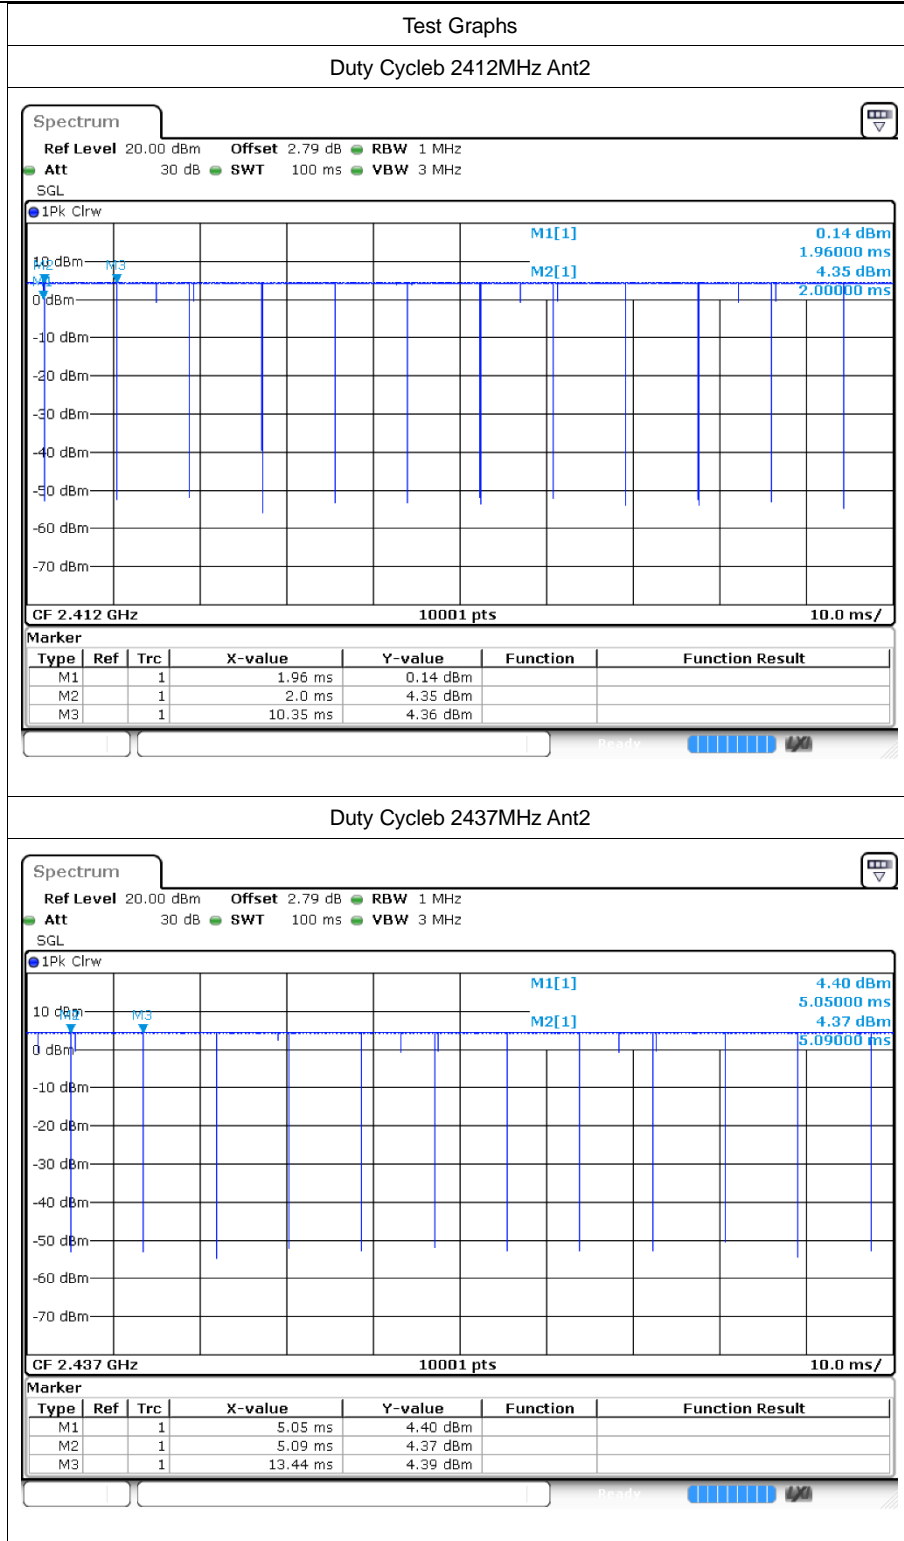 Test Graphs
Duty Cycleb 2412MHz Ant2
Spectrum
Ref Level 20.00 dBm Offset 2.79 dB RBW 1 MHz
Att 30 dB SWT 100 ms VBW 3 MHz
SGL
1Pk Clrw
M1[1] 0.14 dBm
1.96000 ms
M2[1] 4.35 dBm
2.00000 ms
10 dBm
M2 M3
M1
0 dBm
-10 dBm
-20 dBm
-30 dBm
-40 dBm
-50 dBm
-60 dBm
-70 dBm
CF 2.412 GHz 10001 pts 10.0 ms/
Marker
Type Ref Trc X-value Y-value Function Function Result
M1 1 1.96 ms 0.14 dBm
M2 1 2.0 ms 4.35 dBm
M3 1 10.35 ms 4.36 dBm
Ready LXI
Duty Cycleb 2437MHz Ant2
Spectrum
Ref Level 20.00 dBm Offset 2.79 dB RBW 1 MHz
Att 30 dB SWT 100 ms VBW 3 MHz
SGL
1Pk Clrw
M1[1] 4.40 dBm
5.05000 ms
M2[1] 4.37 dBm
5.09000 ms
10 dBm
M2 M3
0 dBm
-10 dBm
-20 dBm
-30 dBm
-40 dBm
-50 dBm
-60 dBm
-70 dBm
CF 2.437 GHz 10001 pts 10.0 ms/
Marker
Type Ref Trc X-value Y-value Function Function Result
M1 1 5.05 ms 4.40 dBm
M2 1 5.09 ms 4.37 dBm
M3 1 13.44 ms 4.39 dBm
Ready LXI